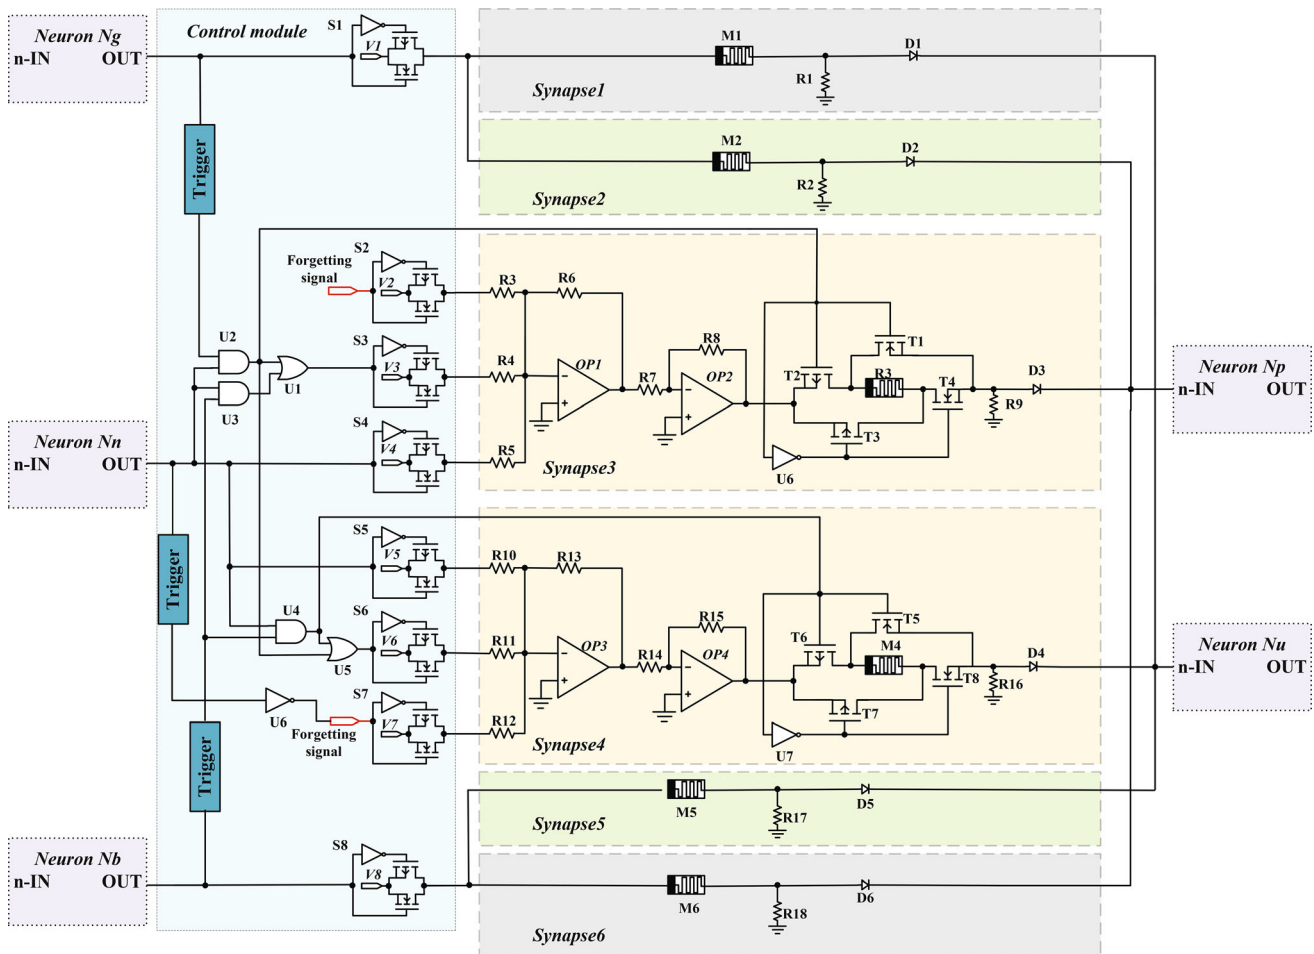 Neuron Ng
n-IN OUT
Control module
S1
V1
M1
R1
D1
Synapse1
Trigger
M2
R2
D2
Synapse2
Forgetting
signal
S2
V2
R3
R6
U2
U1
U3
S3
V3
R4
OP1
R7
R8
OP2
T2
T1
R3
T4
T3
R9
D3
U6
Neuron Np
n-IN OUT
Neuron Nn
n-IN OUT
S4
V4
R5
Synapse3
Trigger
S5
V5
R10
R13
U4
U5
S6
V6
R11
OP3
R14
R15
OP4
T6
T5
M4
T8
T7
R16
D4
U7
Neuron Nu
n-IN OUT
U6
Forgetting
signal
S7
V7
R12
Synapse4
Trigger
M5
R17
D5
Synapse5
Neuron Nb
n-IN OUT
S8
V8
M6
R18
D6
Synapse6